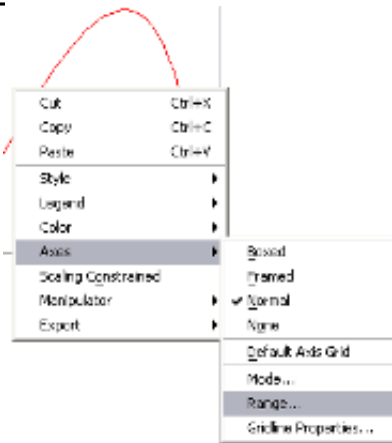 Cut Ctrl+X
Copy Ctrl+C
Paste Ctrl+V
Style
Legend
Color
Axes
Scaling Constrained
Manipulator
Export
Boxed
Framed
Normal
None
Default Axis Grid
Mode...
Range...
Gridline Properties...